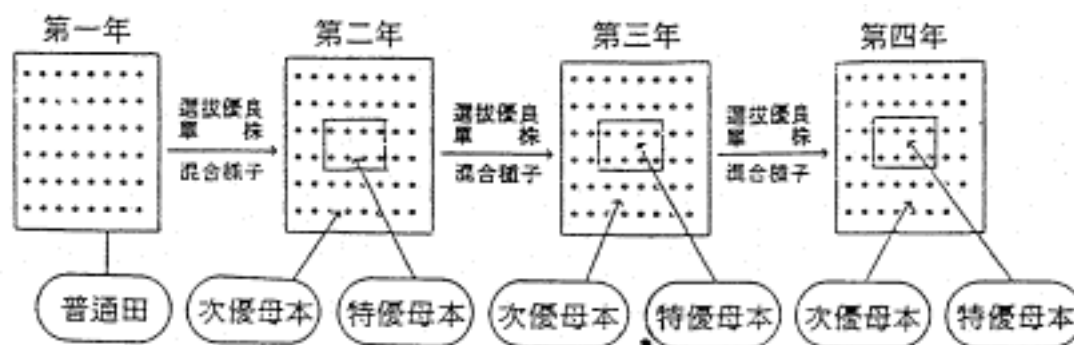 第一年
第二年
第三年
第四年
選拔優良
單株
混合種子
選拔優良
單株
混合種子
選拔優良
單株
混合種子
普通田
次優母本
特優母本
次優母本
特優母本
次優母本
特優母本